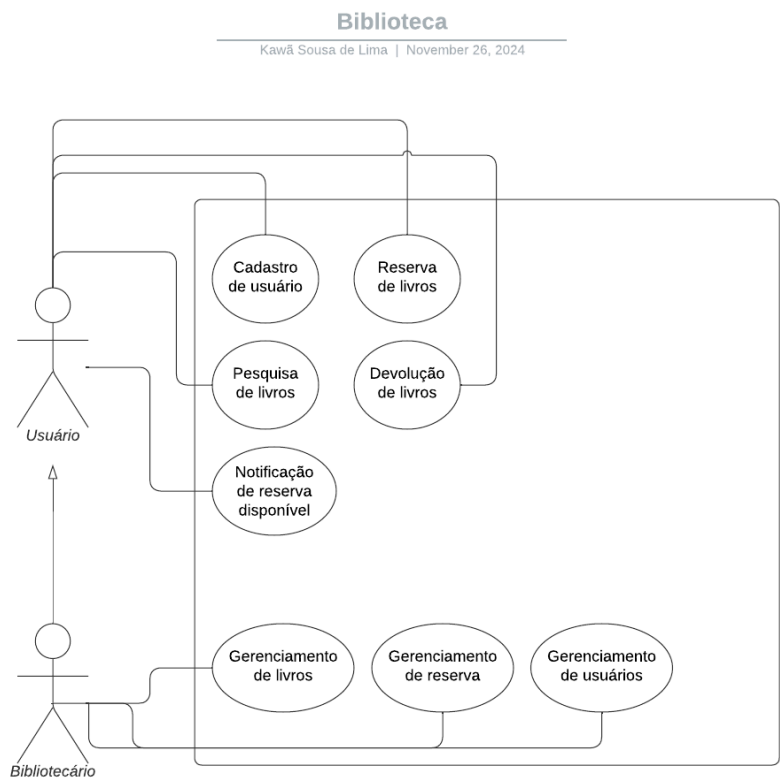 Biblioteca
Kawã Sousa de Lima | November 26, 2024
Cadastro
de usuário
Reserva
de livros
Pesquisa
de livros
Devolução
de livros
Usuário
Notificação
de reserva
disponível
Gerenciamento
de livros
Gerenciamento
de reserva
Gerenciamento
de usuários
Bibliotecário